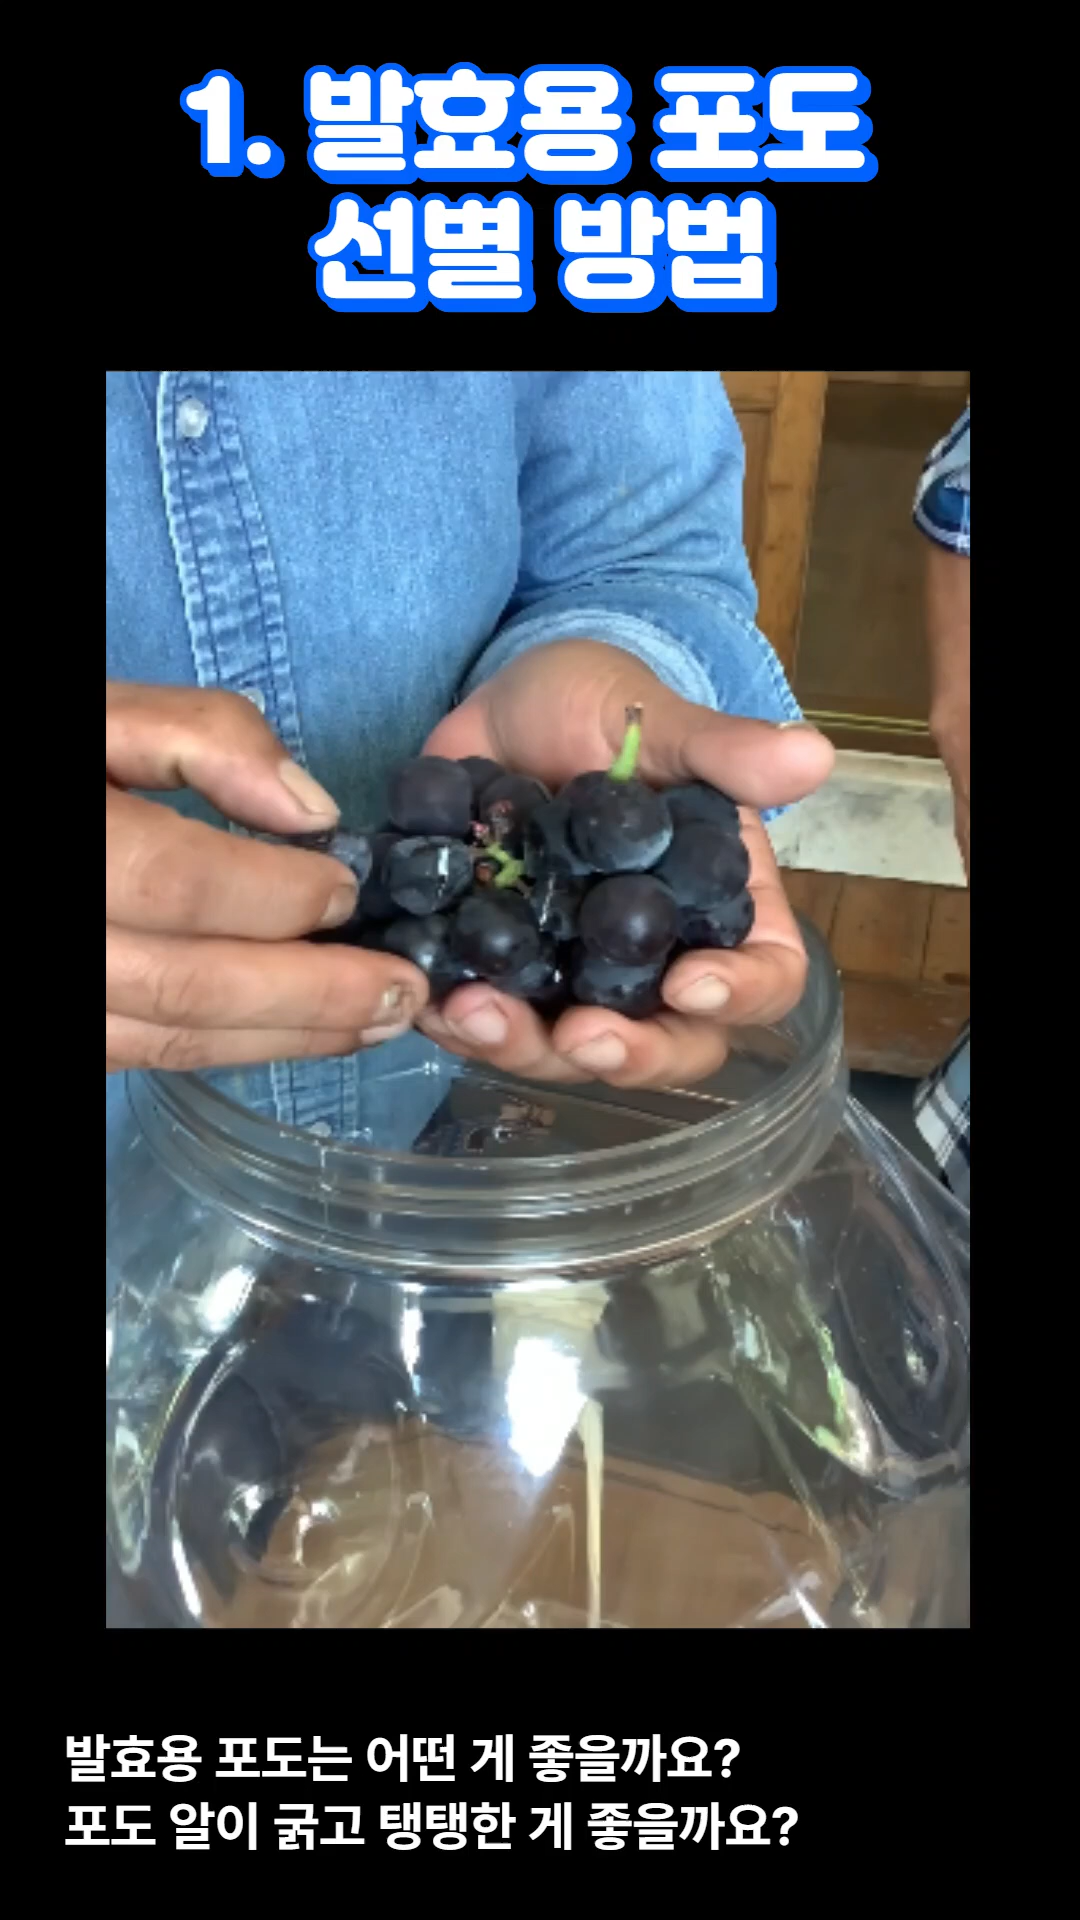 1. 발효용 포도
선별 방법
발효용 포도는 어떤 게 좋을까요?
포도 알이 굵고 탱탱한 게 좋을까요?